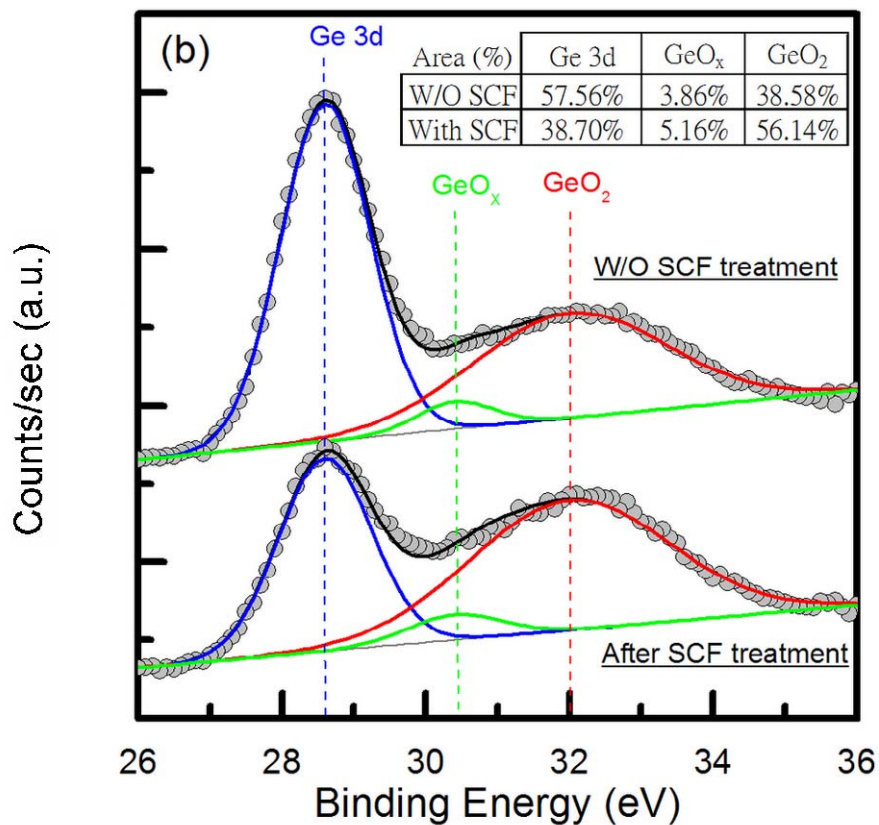 (b)
Ge 3d
Area (%) Ge 3d GeOₓ GeO₂
W/O SCF 57.56% 3.86% 38.58%
With SCF 38.70% 5.16% 56.14%
GeOₓ
GeO₂
W/O SCF treatment
After SCF treatment
Counts/sec (a.u.)
26 28 30 32 34 36
Binding Energy (eV)